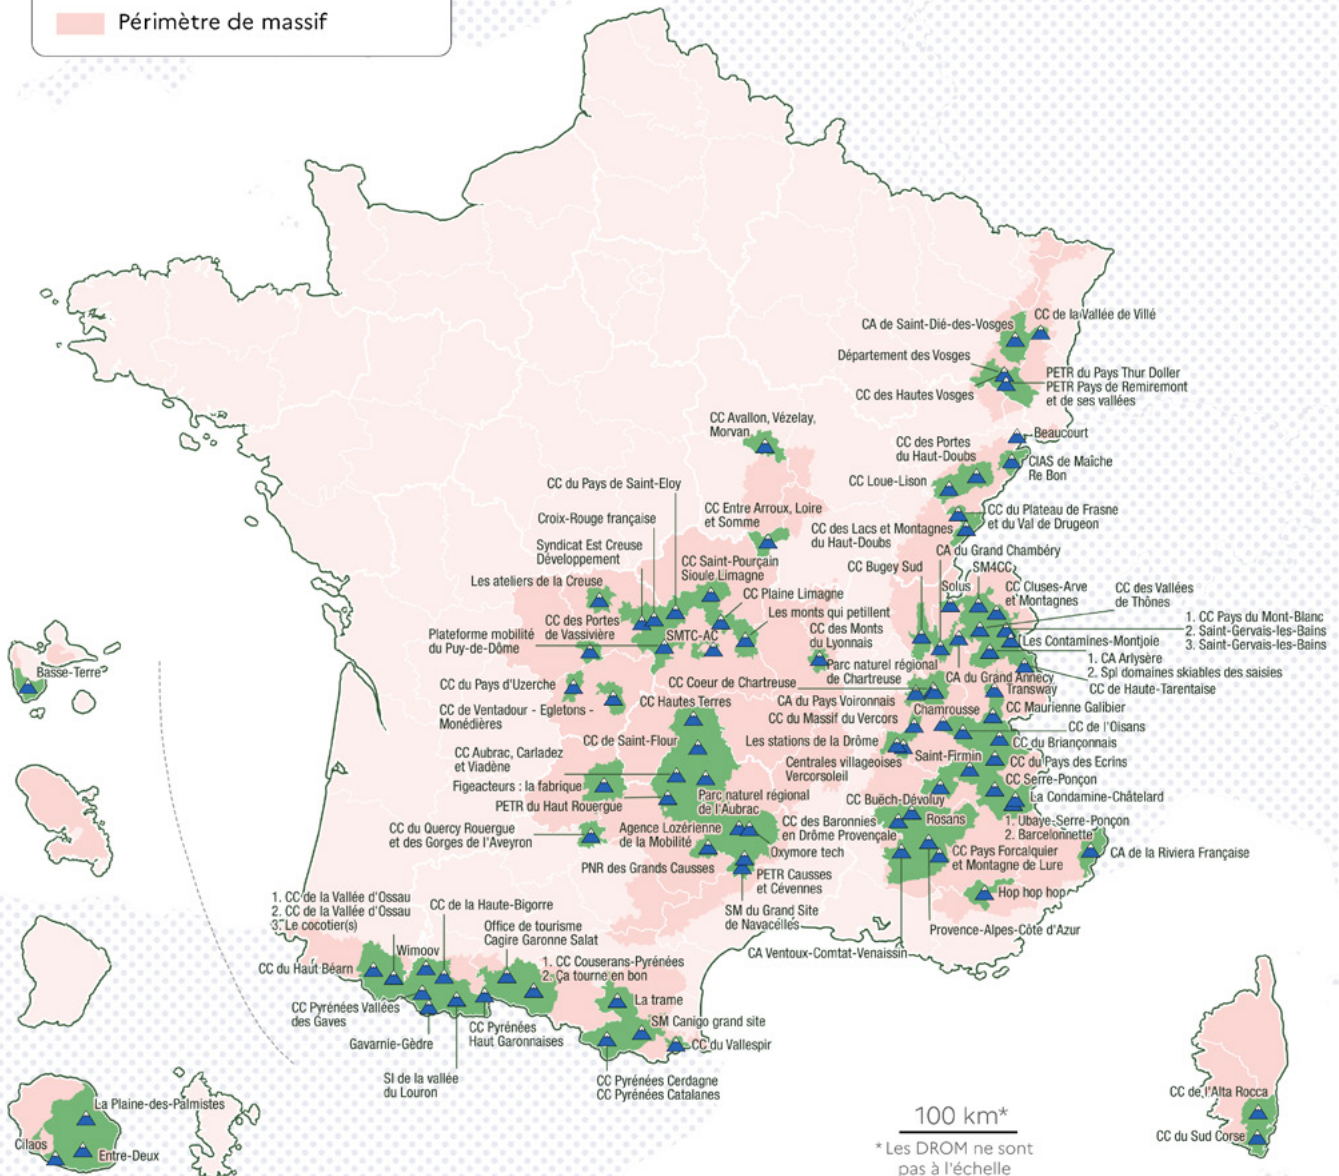 Périmètre de massif
CA de Saint-Dié-des-Vosges
CC de la Vallée de Villé
Département des Vosges
CC des Hautes Vosges
PETR du Pays Thur Doller
PETR Pays de Remiremont
et de ses vallées
CC Avallon, Vézelay,
Morvan
Beaucourt
CC des Portes
du Haut-Doubs
CIAS de Maîche
Re Bon
CC Loue-Lison
CC du Pays de Saint-Eloy
CC Entre Arroux, Loire
et Somme
CC du Plateau de Frasne
et du Val de Drugeon
CC des Lacs et Montagnes
du Haut-Doubs
Croix-Rouge française
Syndicat Est Creuse
Développement
CA du Grand Chambéry
CC Saint-Pourçain
Sioule Limagne
CC Bugey Sud
SM4CC
Solus
CC Cluses-Arve
et Montagnes
CC des Vallées
de Thônes
Les ateliers de la Creuse
CC Plaine Limagne
Les monts qui petillent
CC des Portes
de Vassivière
1. CC Pays du Mont-Blanc
2. Saint-Gervais-les-Bains
3. Saint-Gervais-les-Bains
Plateforme mobilité
du Puy-de-Dôme
SMTC-AC
CC des Monts
du Lyonnais
Les Contamines-Montjoie
1. CA Arlysère
2. Spl domaines skiables des saisies
Parc naturel régional
de Chartreuse
CC Coeur de Chartreuse
CA du Grand Annecy
CC de Haute-Tarentaise
Transway
CC du Pays d'Uzerche
CA du Pays Voironnais
CC Hautes Terres
CC de Ventadour - Egletons -
Monédières
Chamrousse
CC Maurienne Galibier
CC du Massif du Vercors
CC de l'Oisans
CC de Saint-Flour
Les stations de la Drôme
CC du Briançonnais
CC Aubrac, Carladez
et Viadène
Saint-Firmin
Centrales villageoises
Vercorsoleil
CC du Pays des Ecrins
CC Serre-Ponçon
Figeacteurs : la fabrique
PETR du Haut Rouergue
Parc naturel régional
de l'Aubrac
CC Buëch-Dévoluy
La Condamine-Châtelard
Rosans
1. Ubaye-Serre-Ponçon
2. Barcelonnette
CC du Quercy Rouergue
et des Gorges de l'Aveyron
Agence Lozérienne
de la Mobilité
CC des Baronnies
en Drôme Provençale
Oxymore tech
CC Pays Forcalquier
et Montagne de Lure
CA de la Riviera Française
PNR des Grands Causses
PETR Causses
et Cévennes
Hop hop hop
SM du Grand Site
de Navacelles
Provence-Alpes-Côte d'Azur
CA Ventoux-Comtat-Venaissin
1. CC de la Vallée d'Ossau
2. CC de la Vallée d'Ossau
3. Le cocotier(s)
CC de la Haute-Bigorre
Office de tourisme
Cagire Garonne Salat
Wimoov
1. CC Couserans-Pyrénées
2. Ça tourne en bon
CC du Haut Béarn
La trame
CC Pyrénées Vallées
des Gaves
SM Canigo grand site
CC Pyrénées
Haut Garonnaises
Gavarnie-Gèdre
CC du Vallespir
SI de la vallée
du Louron
CC Pyrénées Cerdagne
CC Pyrénées Catalanes
Basse-Terre
La Plaine-des-Palmistes
Cilaos
Entre-Deux
CC de l'Alta Rocca
CC du Sud Corse
100 km*
* Les DROM ne sont
pas à l'échelle